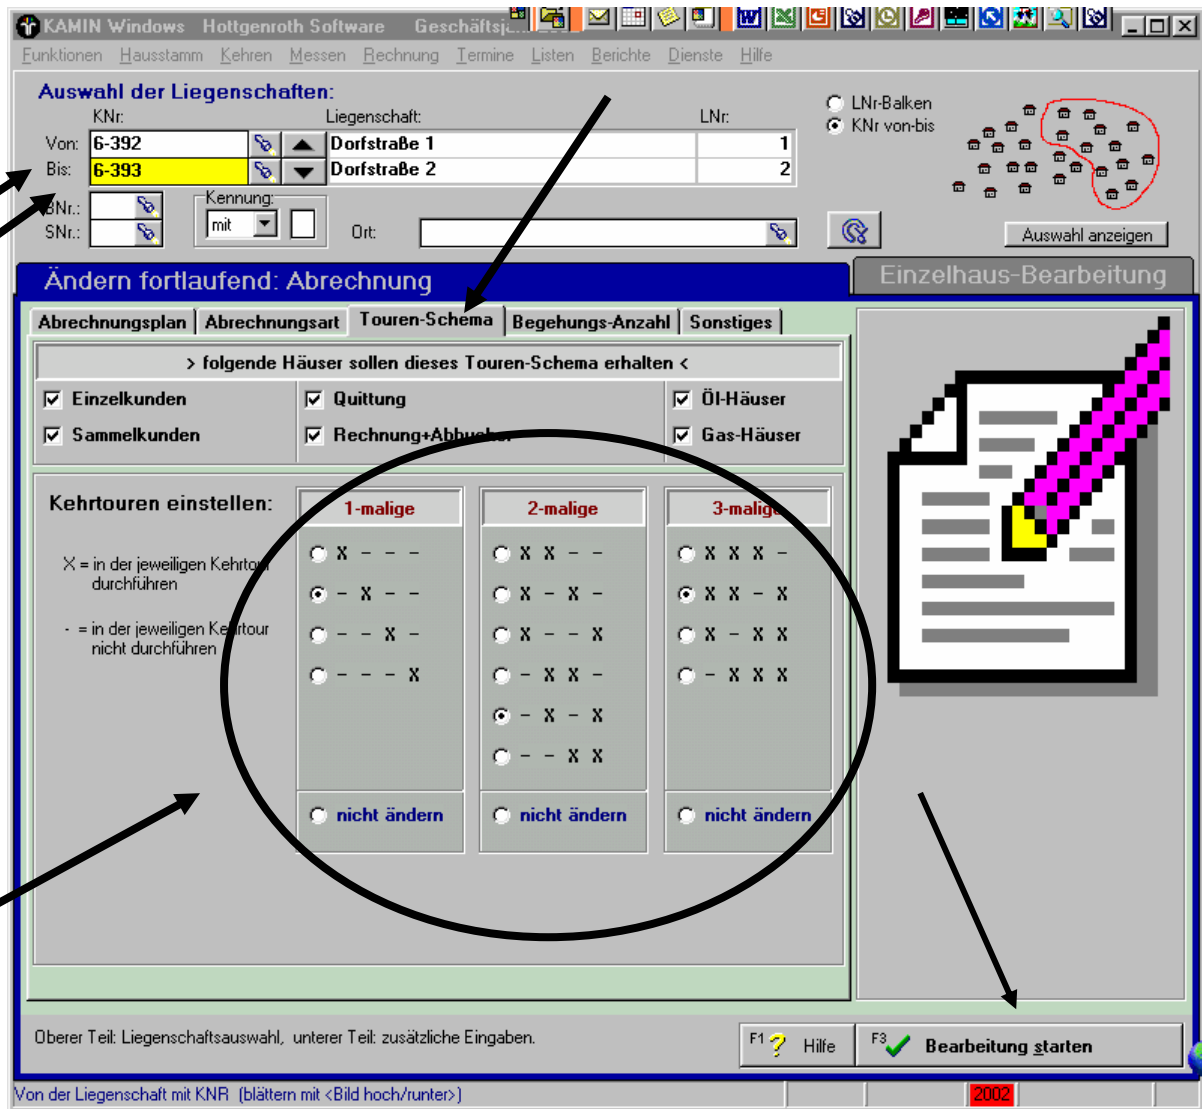 KAMIN Windows Hottgenroth Software
Funktionen Hausstamm Kehren Messen Rechnung Termine Listen Berichte Dienste Hilfe
Auswahl der Liegenschaften:
KNr: Liegenschaft: LNr:
Von: 6-392 Dorfstraße 1 1
Bis: 6-393 Dorfstraße 2 2
LNr-Balken
KNr von-bis
BNr.:
SNr.:
Kennung:
mit
Ort:
Auswahl anzeigen
Ändern fortlaufend: Abrechnung
Einzelhaus-Bearbeitung
Abrechnungsplan Abrechnungsart Touren-Schema Begehungs-Anzahl Sonstiges
> folgende Häuser sollen dieses Touren-Schema erhalten <
Einzelkunden Quittung Öl-Häuser
Sammelkunden Rechnung+Abbucher Gas-Häuser
Kehrtouren einstellen:
1-malige 2-malige 3-malige
X = in der jeweiligen Kehrtour
durchführen
- = in der jeweiligen Kehrtour
nicht durchführen
X - - -
- X - -
- - X -
- - - X
X X - -
X - X -
X - - X
- X X -
- X - X
- - X X
X X X -
X X - X
X - X X
- X X X
nicht ändern nicht ändern nicht ändern
Oberer Teil: Liegenschaftsauswahl, unterer Teil: zusätzliche Eingaben.
F1 ? Hilfe
F3 Bearbeitung starten
Von der Liegenschaft mit KNR (blättern mit <Bild hoch/runter>)
2002